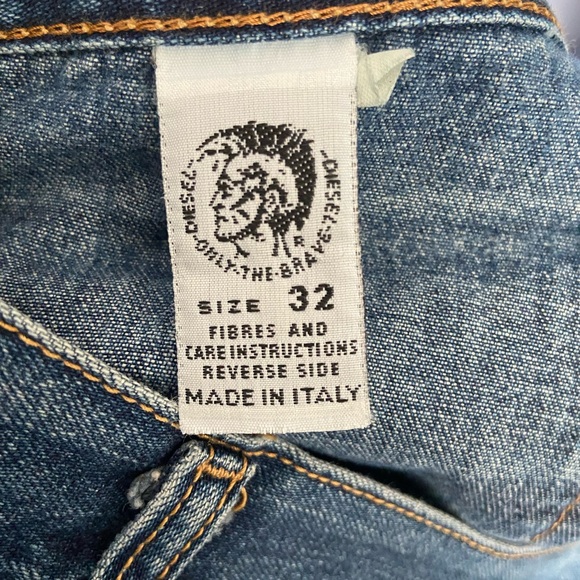 DIESEL
DIESEL
ONLY-THE-BRAVE
R
SIZE 32
FIBRES AND
CARE INSTRUCTIONS
REVERSE SIDE
MADE IN ITALY